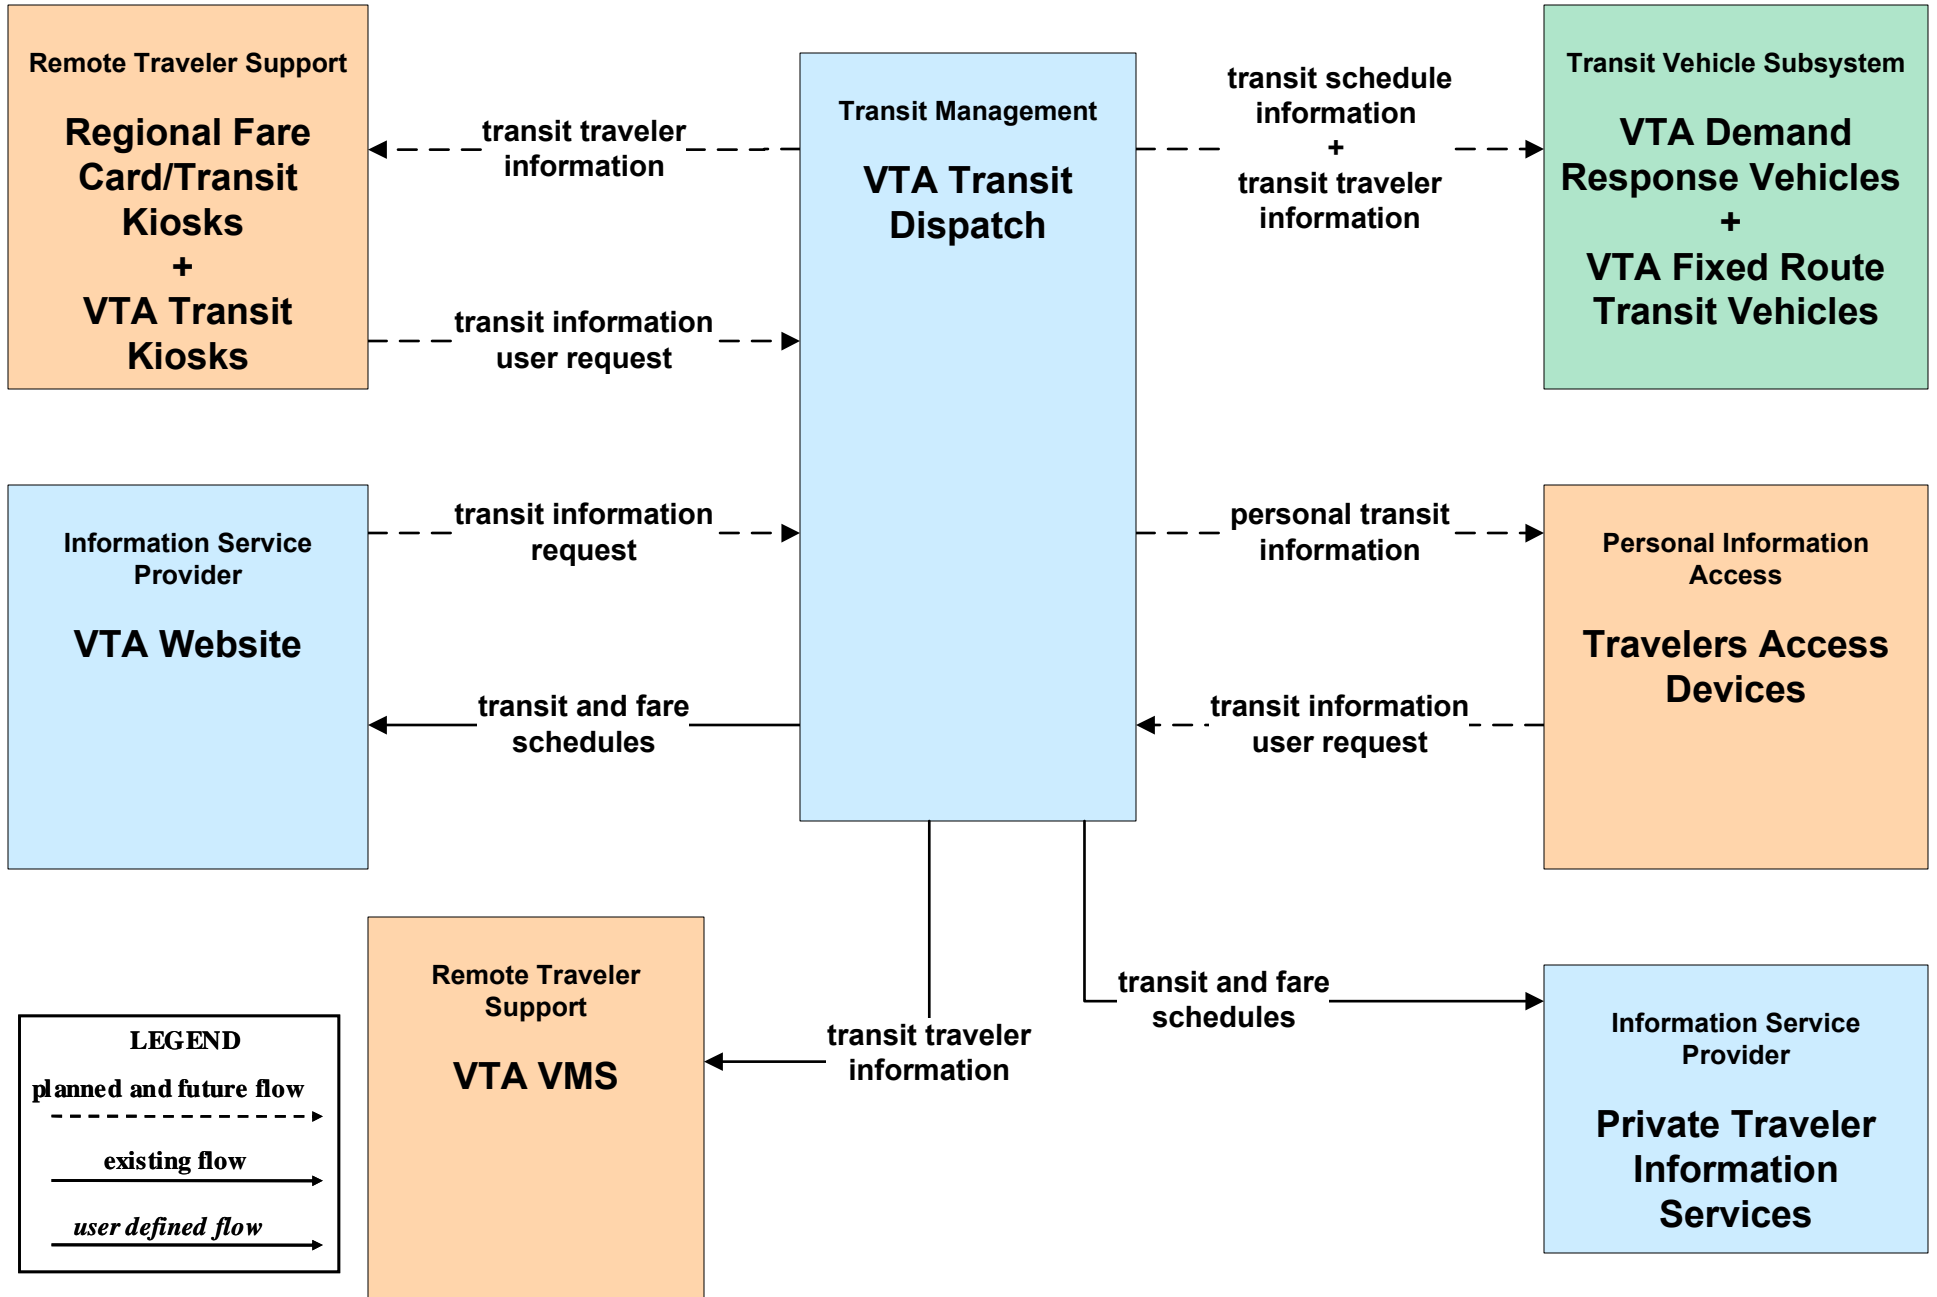 Remote Traveler Support
Regional Fare
Card/Transit
Kiosks
+
VTA Transit
Kiosks
transit traveler
information
transit information
user request
Transit Management
VTA Transit
Dispatch
transit schedule
information
+
transit traveler
information
Transit Vehicle Subsystem
VTA Demand
Response Vehicles
+
VTA Fixed Route
Transit Vehicles
Information Service
Provider
VTA Website
transit information
request
transit and fare
schedules
personal transit
information
transit information
user request
Personal Information
Access
Travelers Access
Devices
Remote Traveler
Support
VTA VMS
transit traveler
information
transit and fare
schedules
Information Service
Provider
Private Traveler
Information
Services
LEGEND
planned and future flow
existing flow
user defined flow